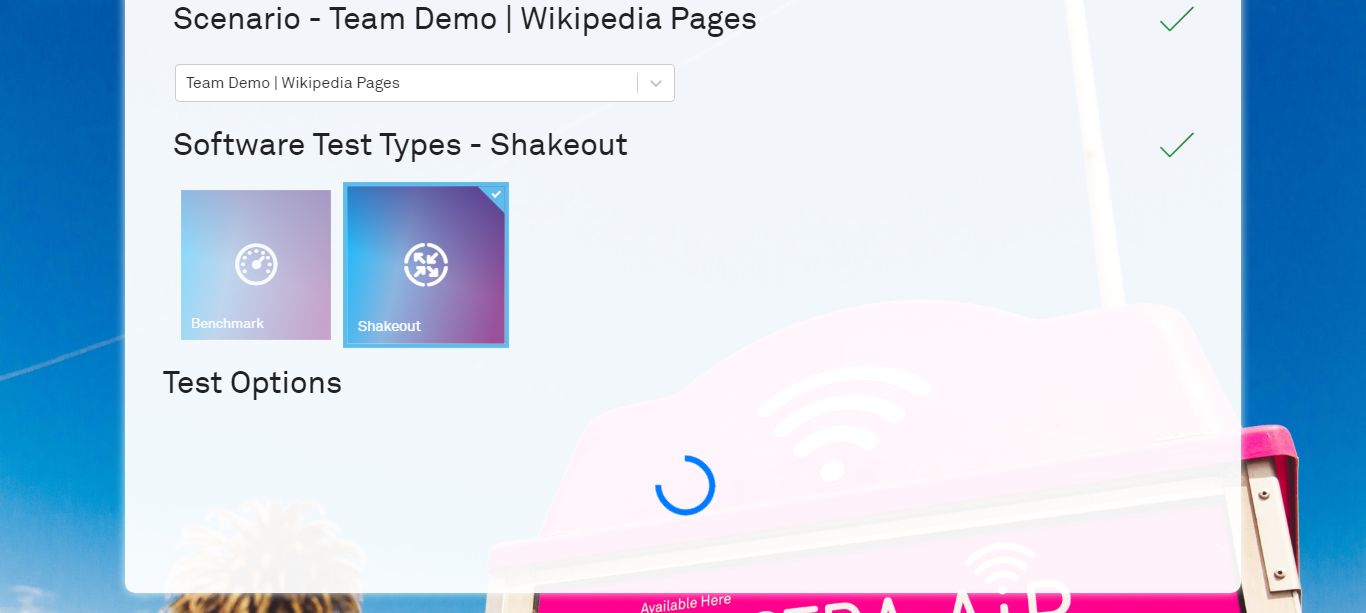 Scenario - Team Demo | Wikipedia Pages
Team Demo | Wikipedia Pages
Software Test Types - Shakeout
Benchmark
Shakeout
Test Options
Available Here
AiR